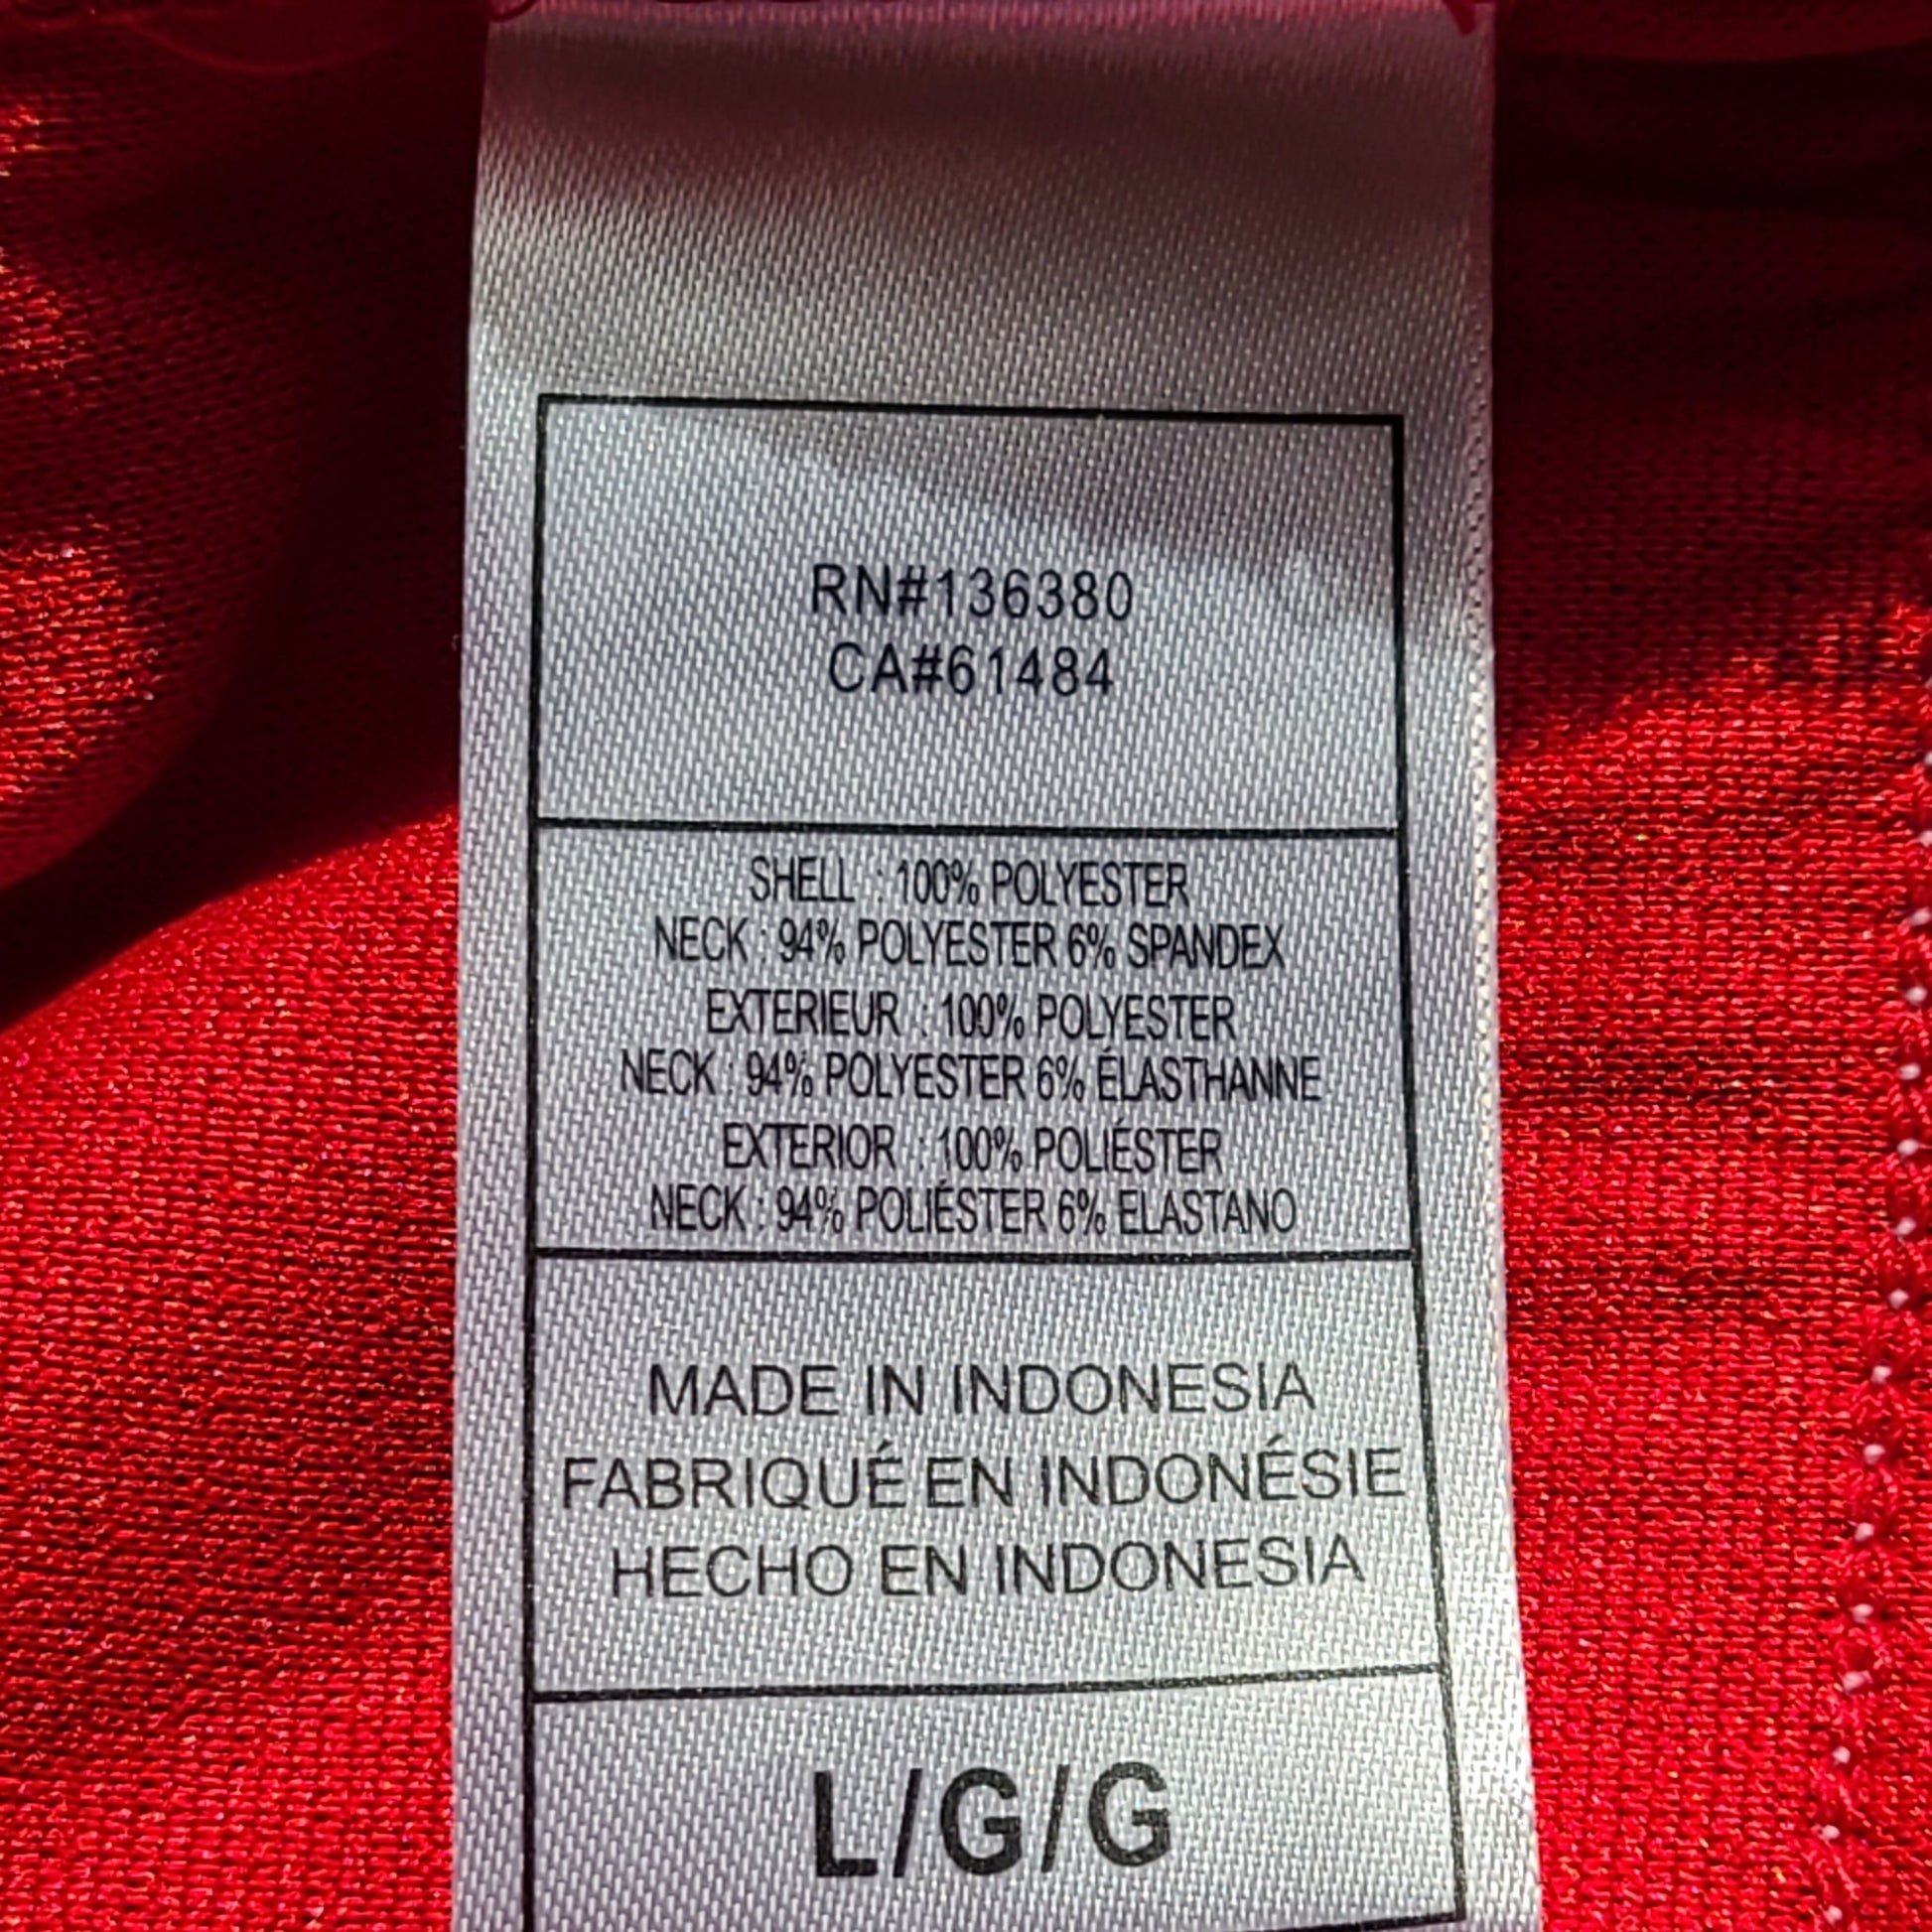 RN#136380
CA#61484
SHELL : 100% POLYESTER
NECK : 94% POLYESTER 6% SPANDEX
EXTERIEUR : 100% POLYESTER
NECK : 94% POLYESTER 6% ÉLASTHANNE
EXTERIOR : 100% POLIÉSTER
NECK : 94% POLIÉSTER 6% ELASTANO
MADE IN INDONESIA
FABRIQUÉ EN INDONÉSIE
HECHO EN INDONESIA
L/G/G